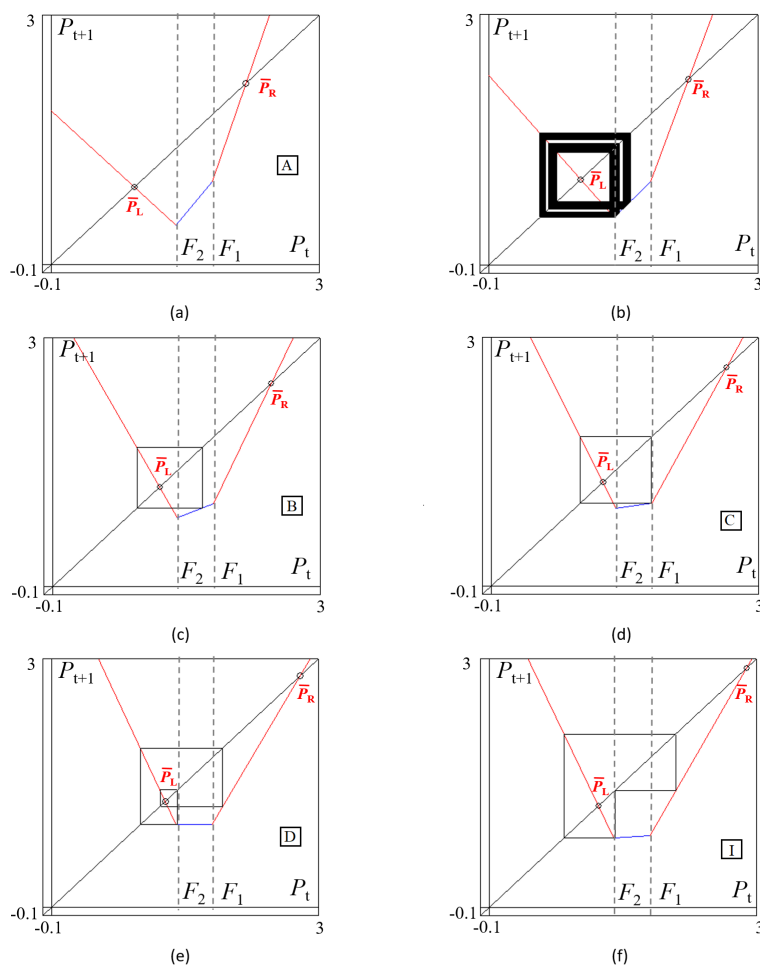 P_{t+1}
P̅_R
A
P̅_L
F_2 F_1 P_t
-0.1
-0.1 3
(a)
P_{t+1}
P̅_R
P̅_L
F_2 F_1 P_t
-0.1
-0.1 3
(b)
3
P_{t+1}
P̅_R
P̅_L
B
F_2 F_1 P_t
-0.1
-0.1 3
(c)
3
P_{t+1}
P̅_R
P̅_L
C
F_2 F_1 P_t
-0.1
-0.1 3
(d)
3
P_{t+1}
P̅_R
P̅_L
D
F_2 F_1 P_t
-0.1
-0.1 3
(e)
3
P_{t+1}
P̅_R
P̅_L
I
F_2 F_1 P_t
-0.1
-0.1 3
(f)